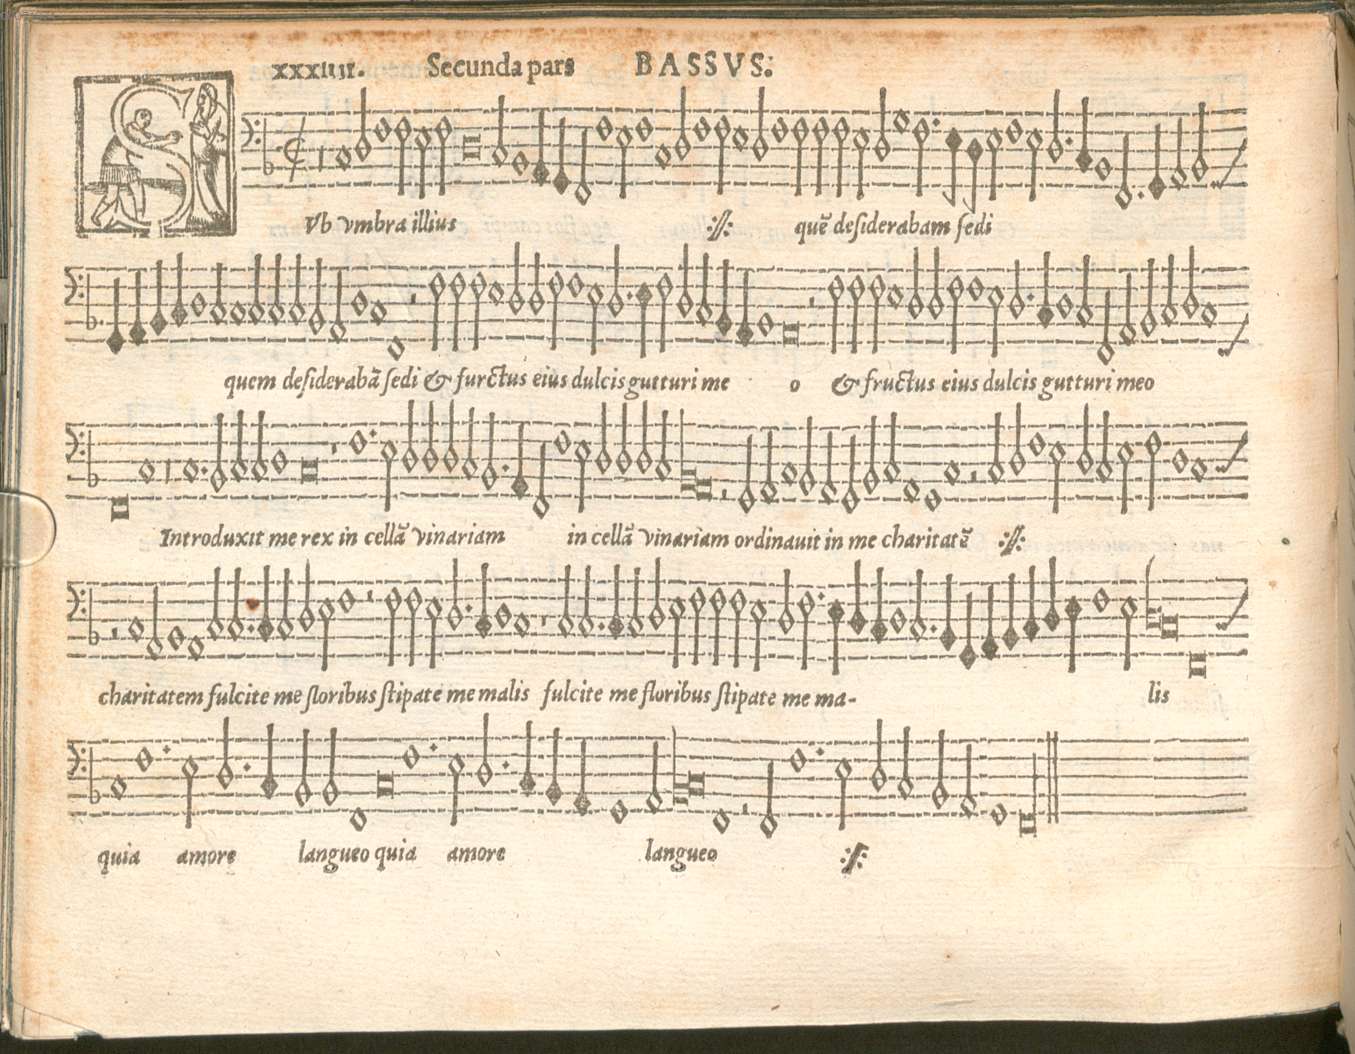 xxxiiii. Secunda pars BASSVS:
SVb vmbra illius :||: quē desiderabam sedi
quem desiderabā sedi & furctus eius dulcis gutturi me o & fructus eius dulcis gutturi meo
Introduxit me rex in cellā vinariam in cellā vinariam ordinauit in me charitatē :||:
charitatem fulcite me floribus stipate me malis fulcite me floribus stipate me ma- lis
quia amore langueo quia amore langueo :||: